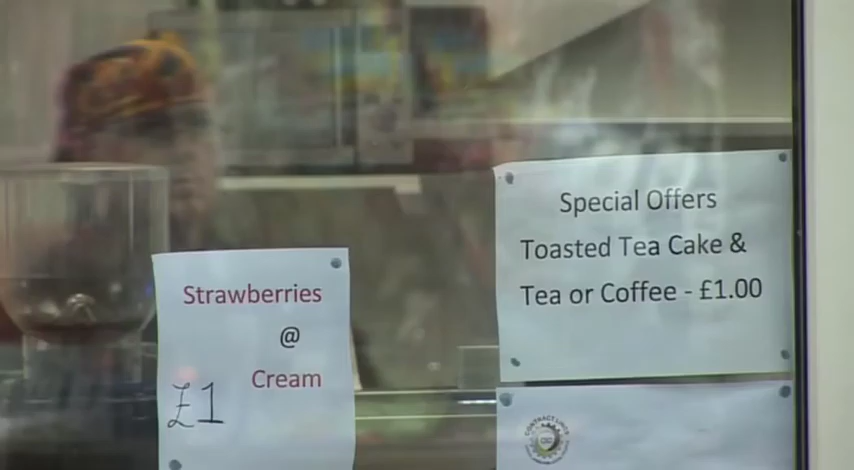 Strawberries
@
Cream
£1
Special Offers
Toasted Tea Cake &
Tea or Coffee - £1.00